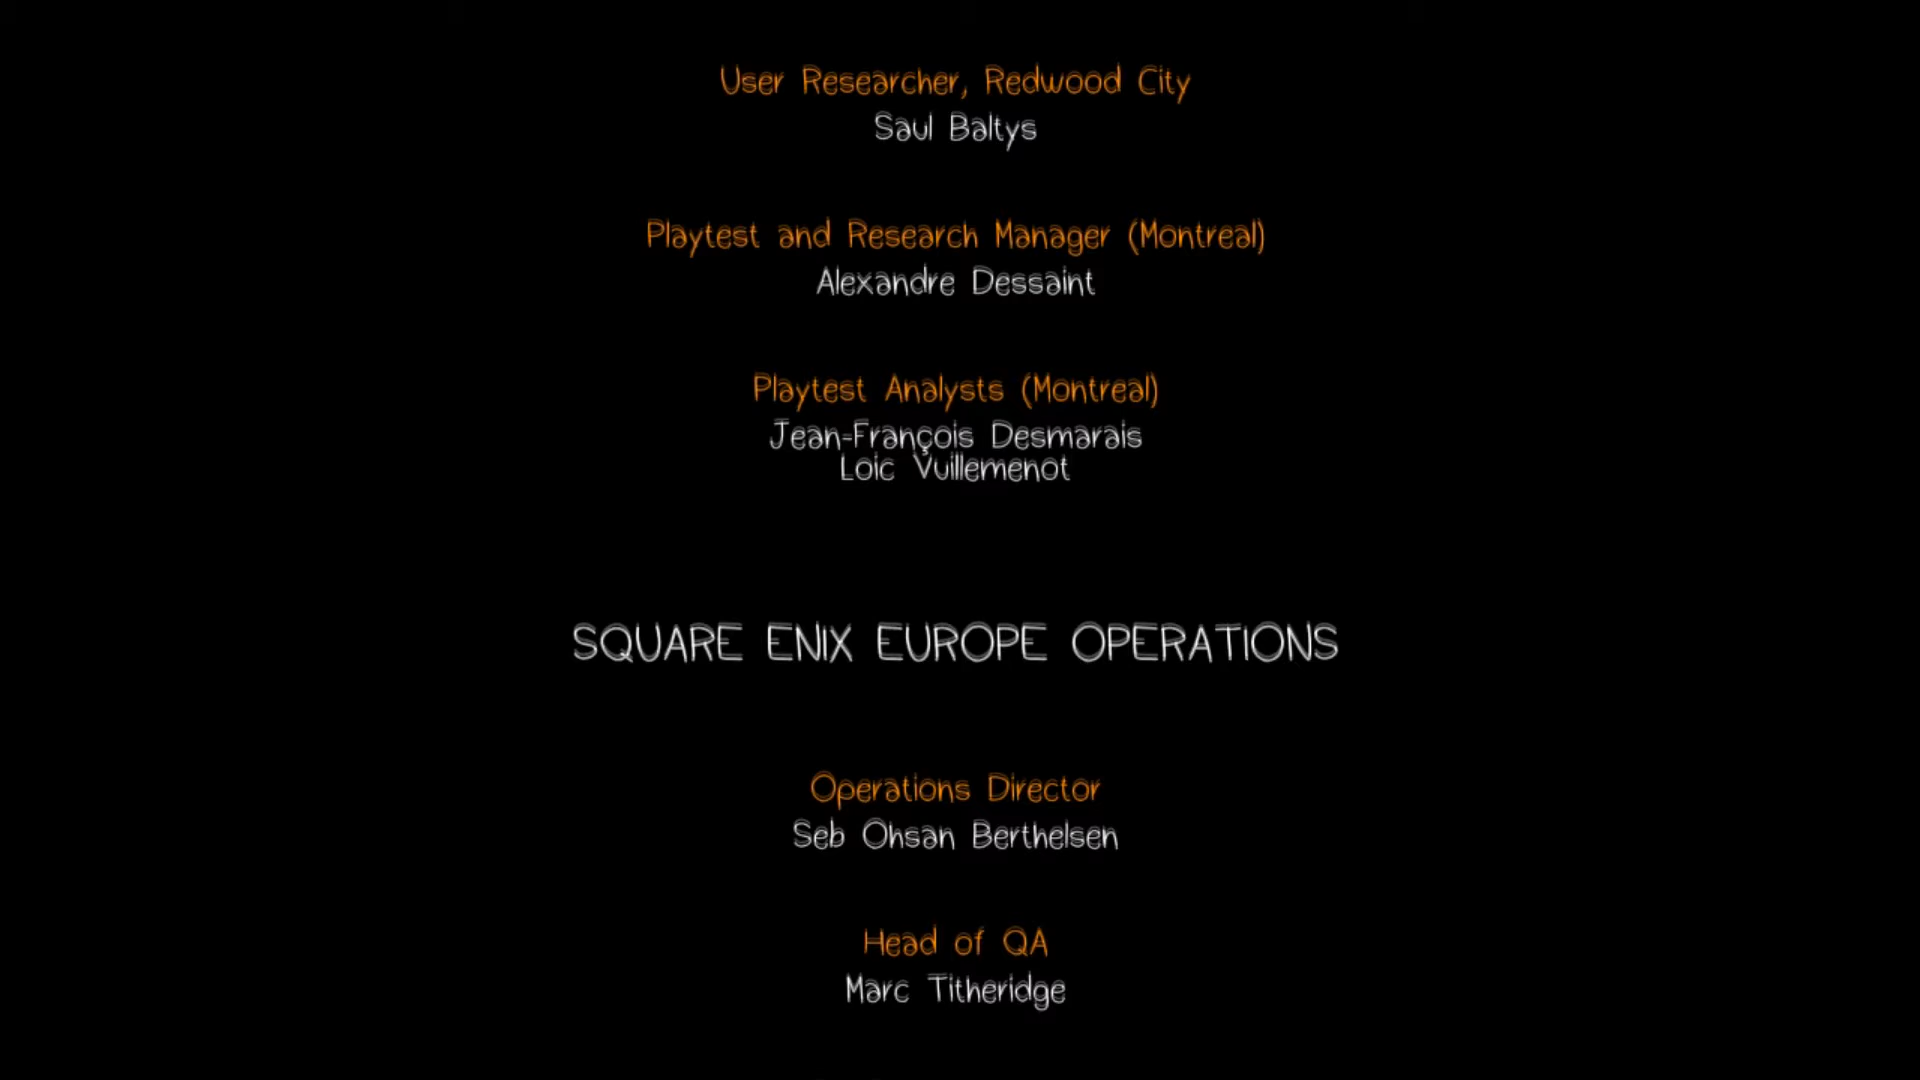 User Researcher, Redwood City
Saul Baltys
Playtest and Research Manager (Montreal)
Alexandre Dessaint
Playtest Analysts (Montreal)
Jean-François Desmarais
Loic Vuillemenot
SQUARE ENIX EUROPE OPERATIONS
Operations Director
Seb Ohsan Berthelsen
Head of QA
Marc Titheridge